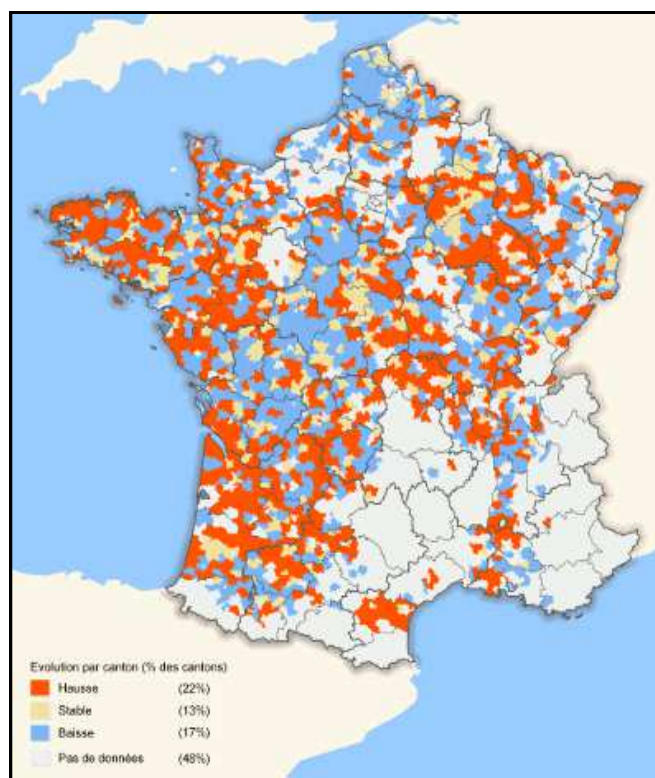 Evolution par canton (% des cantons)
Hausse (22%)
Stable (13%)
Baisse (17%)
Pas de données (48%)